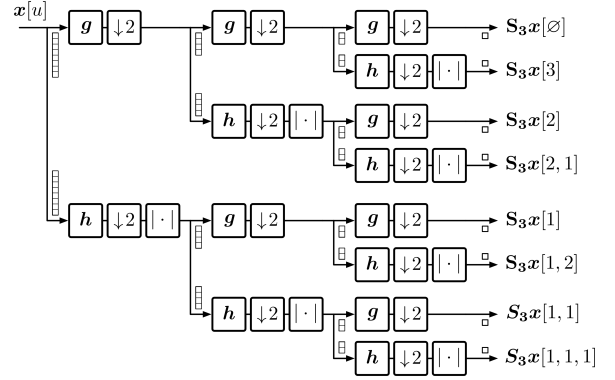 x[u]
g ↓2 g ↓2 g ↓2 S₃x[∅]
h ↓2 |·| S₃x[3]
h ↓2 |·| g ↓2 S₃x[2]
h ↓2 |·| S₃x[2,1]
h ↓2 |·| g ↓2 g ↓2 S₃x[1]
h ↓2 |·| S₃x[1,2]
h ↓2 |·| g ↓2 S₃x[1,1]
h ↓2 |·| S₃x[1,1,1]